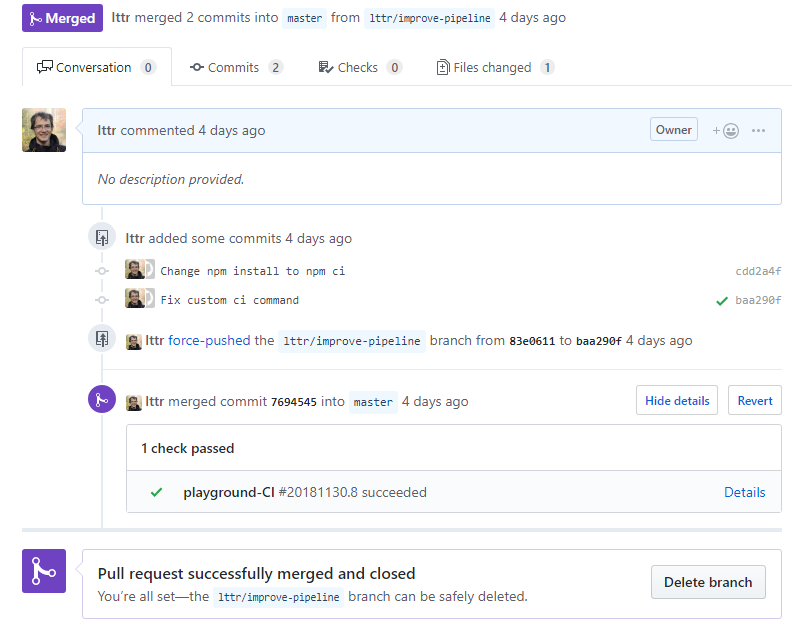 Merged lttr merged 2 commits into master from lttr/improve-pipeline 4 days ago
Conversation 0 Commits 2 Checks 0 Files changed 1
lttr commented 4 days ago Owner
No description provided.
lttr added some commits 4 days ago
Change npm install to npm ci cdd2a4f
Fix custom ci command baa290f
lttr force-pushed the lttr/improve-pipeline branch from 83e0611 to baa290f 4 days ago
lttr merged commit 7694545 into master 4 days ago Hide details Revert
1 check passed
playground-CI #20181130.8 succeeded Details
Pull request successfully merged and closed
You’re all set—the lttr/improve-pipeline branch can be safely deleted.
Delete branch